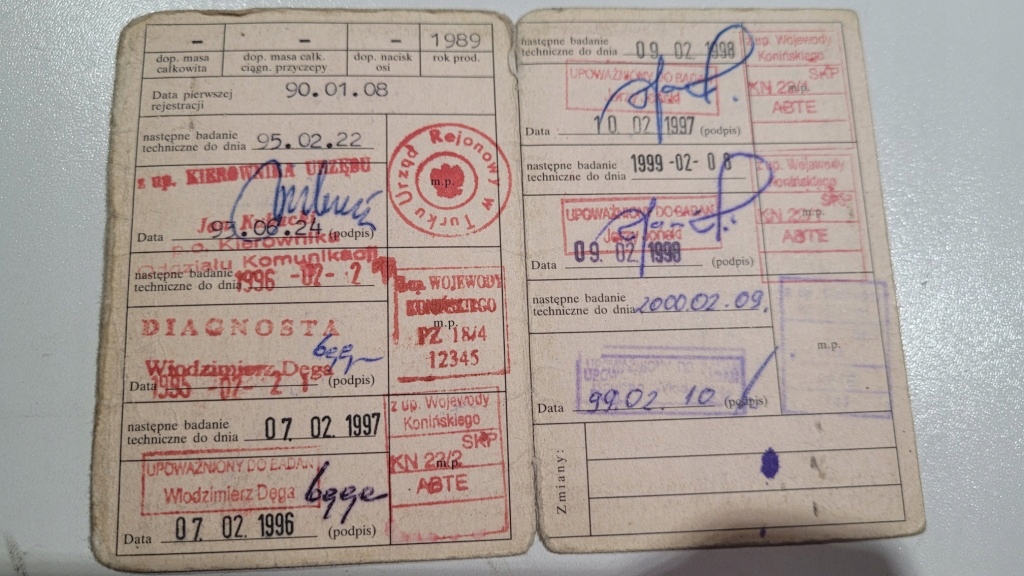 – – – 1989
dop. masa całkowita
dop. masa całk. ciągn. przyczepy
dop. nacisk osi
rok prod.
Data pierwszej rejestracji 90.01.08
następne badanie techniczne do dnia 95.02.22
z up. KIEROWNIKA URZĘDU
p.o. Kierownika
Oddziału Komunikacji
Data 95.06.24 (podpis)
m.p.
Urząd Rejonowy w Turku
następne badanie techniczne do dnia 1996 -02- 2
DIAGNOSTA
Włodzimierz Dęga
Data 1995 -07- 2 1 (podpis)
z up. WOJEWODY
KONIŃSKIEGO
m.p.
PZ 18/4
12345
następne badanie techniczne do dnia 07. 02. 1997
UPOWAŻNIONY DO BADAŃ
Włodzimierz Dęga
Data 07. 02. 1996 (podpis)
z up. Wojewody
Konińskiego
SKP
KN 22/2 m.p.
ABTE
następne badanie techniczne do dnia 09. 02. 1998
UPOWAŻNIONY DO BADAŃ
Data 10. 02. 1997 (podpis)
z up. Wojewody
Konińskiego
SKP
m.p.
ABTE
następne badanie techniczne do dnia 1999 -02- 08
UPOWAŻNIONY DO BADAŃ
Data 09. 02. 1998 (podpis)
z up. Wojewody
Konińskiego
SKP
m.p.
ABTE
następne badanie techniczne do dnia 2000.02.09.
Data 99.02.10 (podpis)
m.p.
Zmiany: